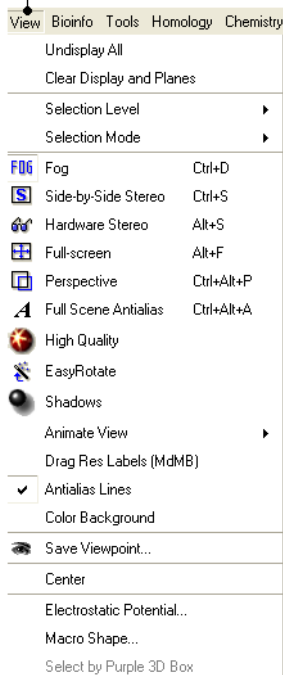 View Bioinfo Tools Homology Chemistry
Undisplay All
Clear Display and Planes
Selection Level
Selection Mode
FOG Fog Ctrl+D
S Side-by-Side Stereo Ctrl+S
Hardware Stereo Alt+S
Full-screen Alt+F
Perspective Ctrl+Alt+P
A Full Scene Antialias Ctrl+Alt+A
High Quality
EasyRotate
Shadows
Animate View
Drag Res Labels (MdMB)
Antialias Lines
Color Background
Save Viewpoint...
Center
Electrostatic Potential...
Macro Shape...
Select by Purple 3D Box